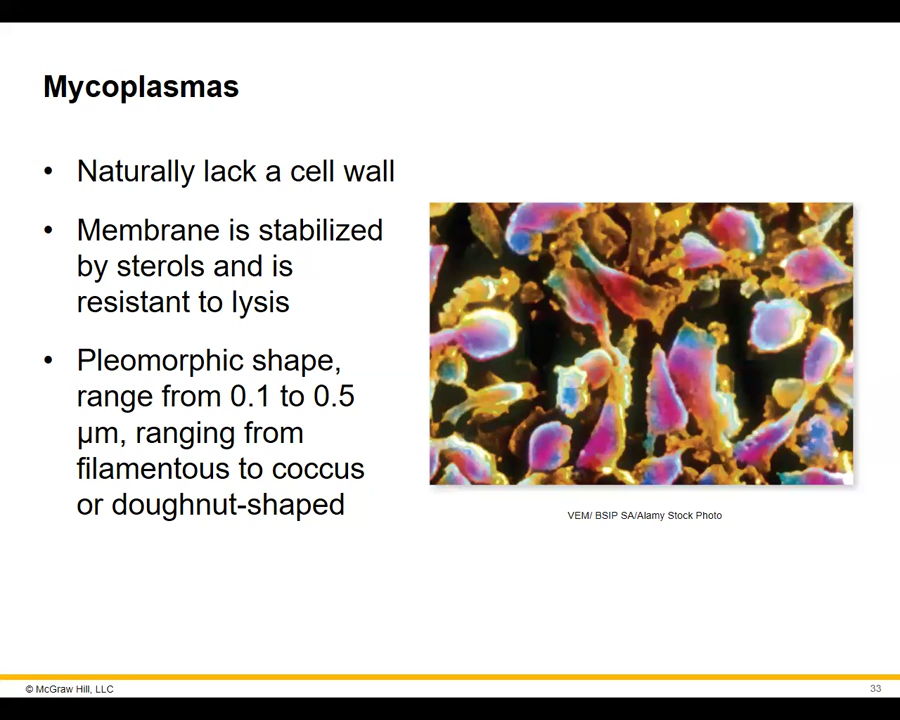 Mycoplasmas
• Naturally lack a cell wall
• Membrane is stabilized
by sterols and is
resistant to lysis
• Pleomorphic shape,
range from 0.1 to 0.5
µm, ranging from
filamentous to coccus
or doughnut-shaped
VEM/ BSIP SA/Alamy Stock Photo
© McGraw Hill, LLC
33